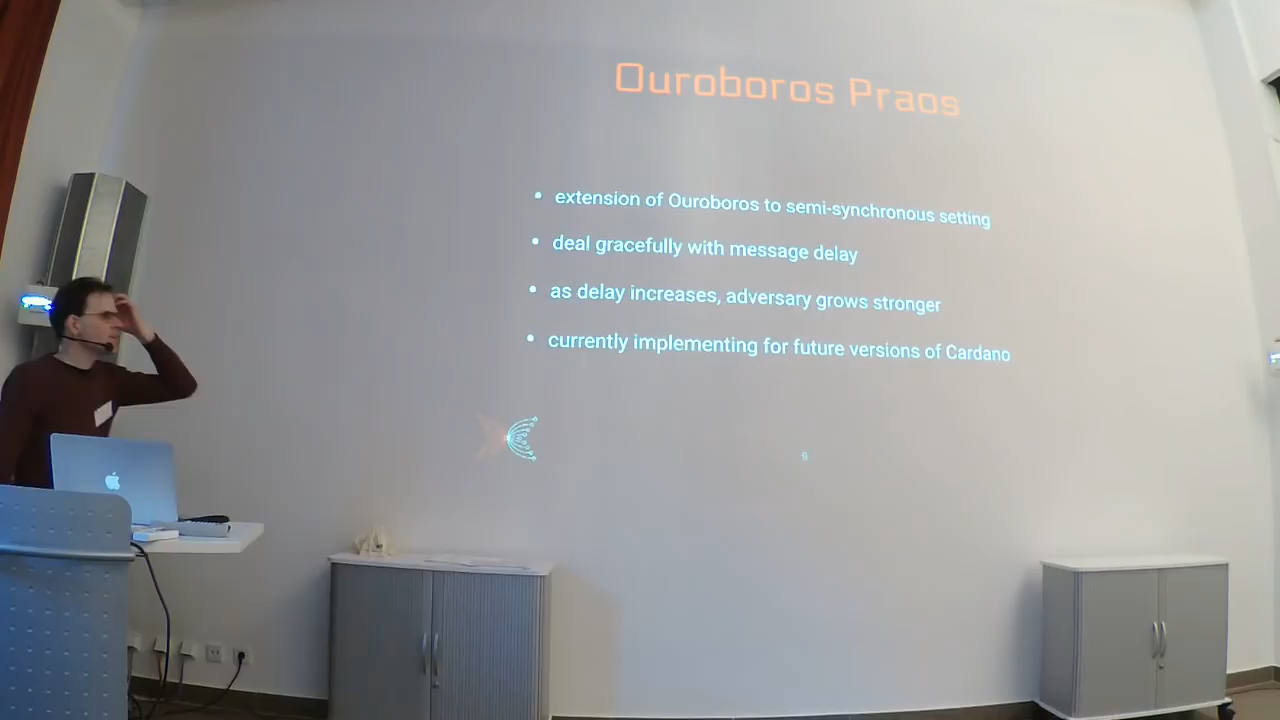 Ouroboros Praos
• extension of Ouroboros to semi-synchronous setting
• deal gracefully with message delay
• as delay increases, adversary grows stronger
• currently implementing for future versions of Cardano
9